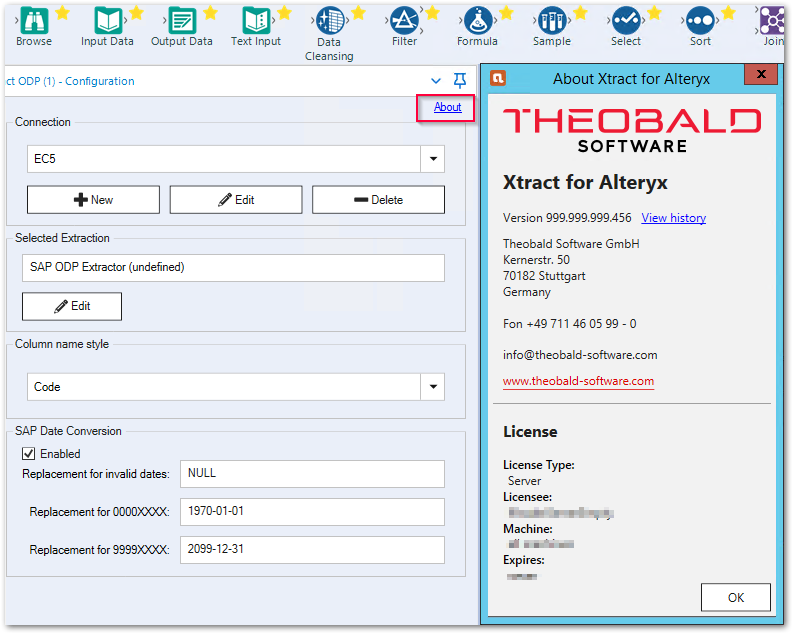 Browse
Input Data
Output Data
Text Input
Data
Cleansing
Filter
Formula
Sample
Select
Sort
Join
ct ODP (1) - Configuration
About
Connection
EC5
New
Edit
Delete
Selected Extraction
SAP ODP Extractor (undefined)
Edit
Column name style
Code
SAP Date Conversion
Enabled
Replacement for invalid dates: NULL
Replacement for 0000XXXX: 1970-01-01
Replacement for 9999XXXX: 2099-12-31
About Xtract for Alteryx
x
THEOBALD
SOFTWARE
Xtract for Alteryx
Version 999.999.999.456 View history
Theobald Software GmbH
Kernerstr. 50
70182 Stuttgart
Germany
Fon +49 711 46 05 99 - 0
info@theobald-software.com
www.theobald-software.com
License
License Type:
Server
Licensee:
Machine:
Expires:
OK